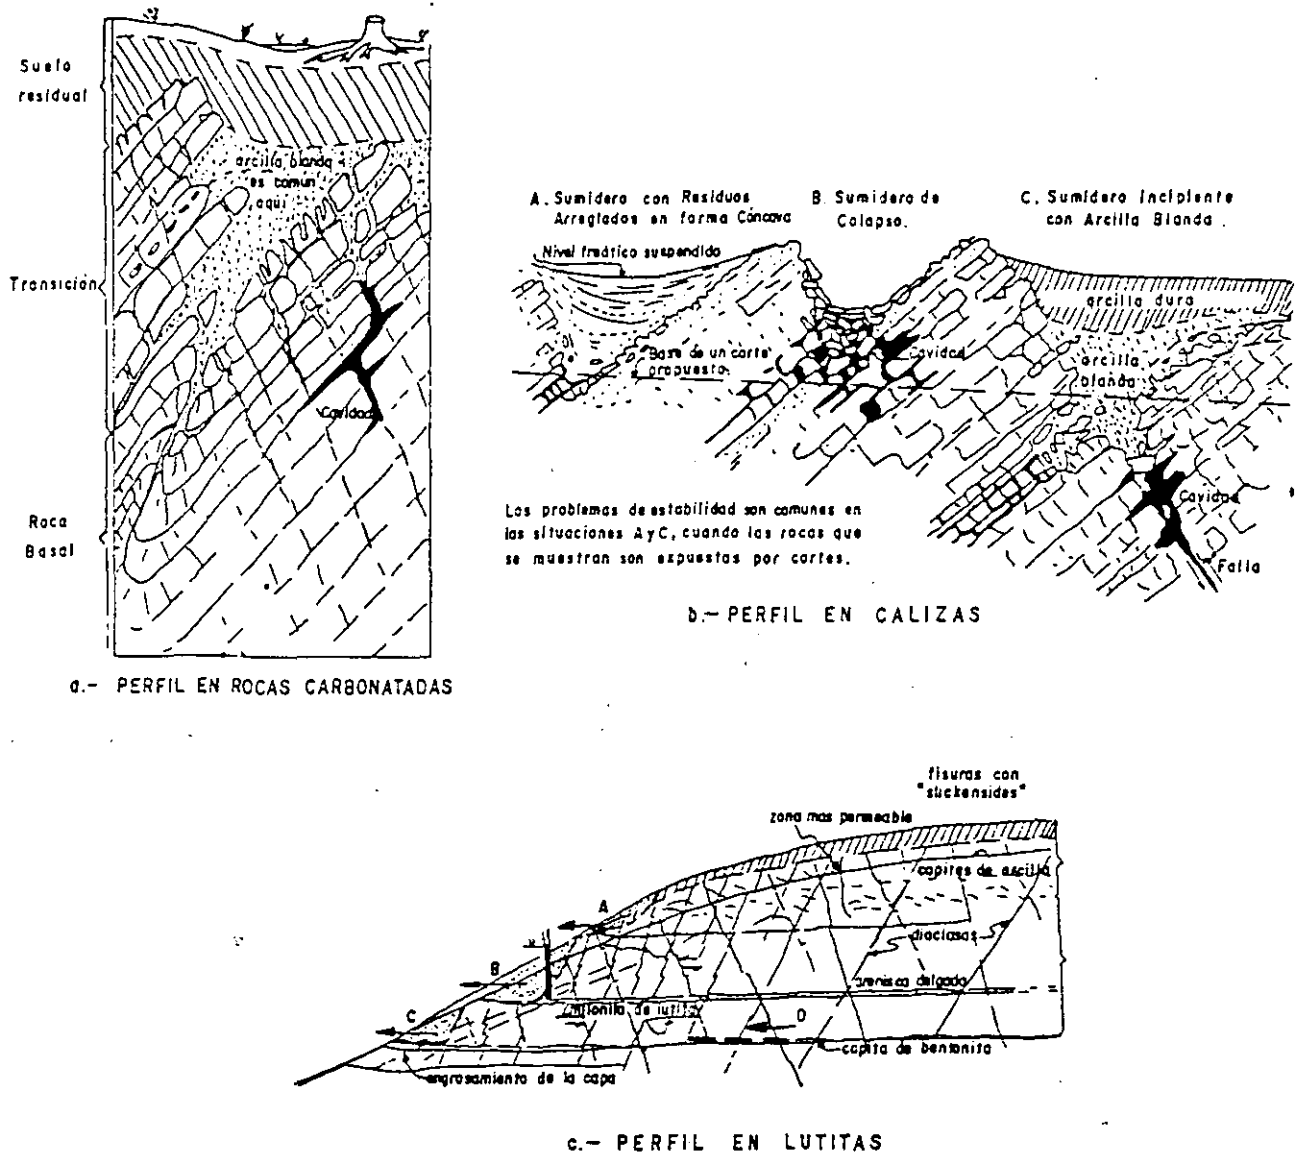 Suelo
residual
arcilla blanda
es comun
aqui
Transición
Cavidad
Roca
Basal
a.- PERFIL EN ROCAS CARBONATADAS
A. Sumidero con Residuos
Arreglados en forma Cóncava
B. Sumidero de
Colapso.
C. Sumidero Incipiente
con Arcilla Blanda.
Nivel freático suspendido
arcilla dura
Base de un corte
propuesto
Cavidad
arcilla
blanda
Cavidad
Falla
Los problemas de estabilidad son comunes en
las situaciones A y C, cuando las rocas que
se muestran son expuestas por cortes.
b.- PERFIL EN CALIZAS
fisuras con
"slickensides"
zona mas permeable
capitas de arcilla
A
diaclasas
B
arenisca delgada
milonita de lutita
C
D
capita de bentonita
engrosamiento de la capa
c.- PERFIL EN LUTITAS